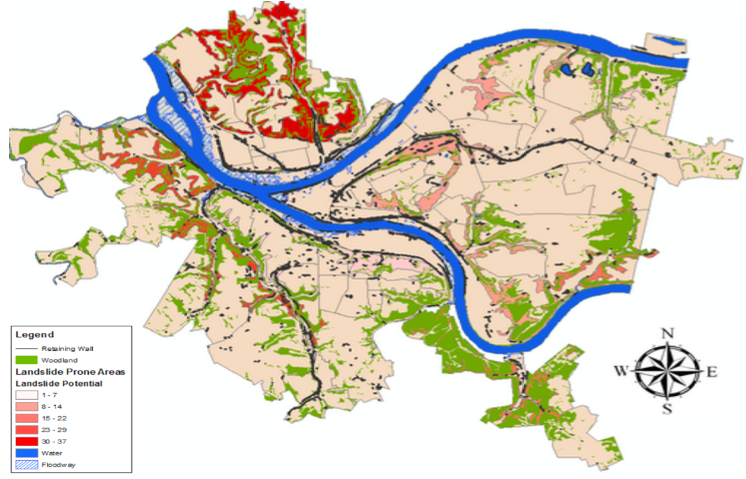 Legend
Retaining Wall
Woodland
Landslide Prone Areas
Landslide Potential
1 - 7
8 - 14
15 - 22
23 - 29
30 - 37
Water
Floodway
N
W E
S